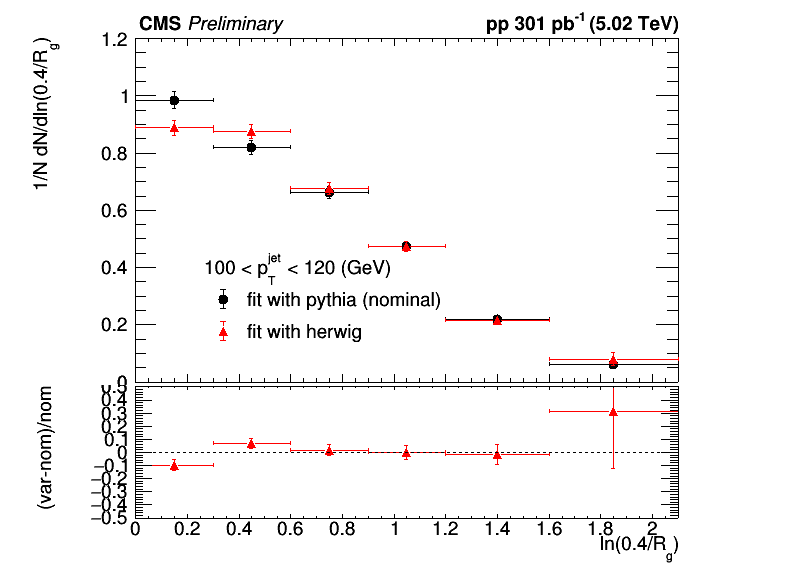 CMS Preliminary pp 301 pb⁻¹ (5.02 TeV)
1/N dN/dln(0.4/R_g)
1.2
1
0.8
0.6
0.4
0.2
0
100 < p_T^jet < 120 (GeV)
fit with pythia (nominal)
fit with herwig
(var-nom)/nom
0.5
0.4
0.3
0.2
0.1
0
−0.1
−0.2
−0.3
−0.4
−0.5
0 0.2 0.4 0.6 0.8 1 1.2 1.4 1.6 1.8 2
ln(0.4/R_g)